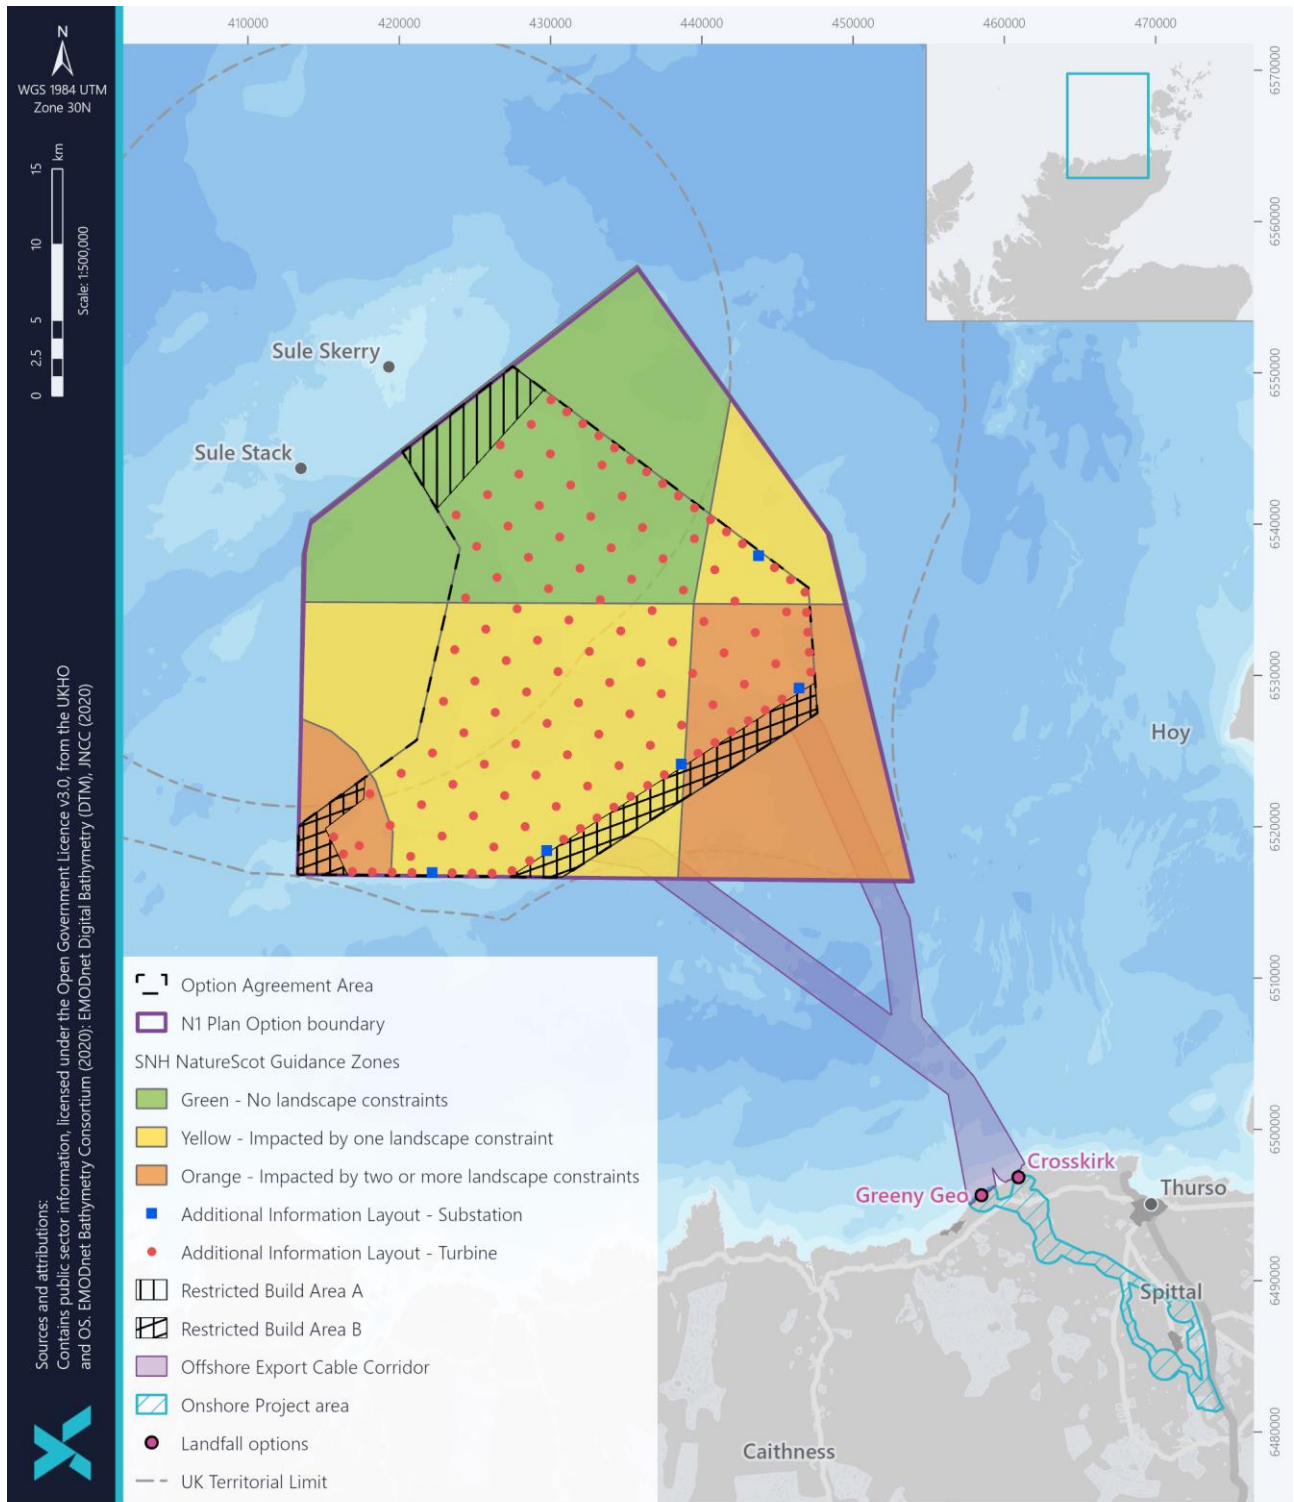 N
WGS 1984 UTM
Zone 30N
410000
420000
430000
440000
450000
460000
470000
6570000
6560000
6550000
6540000
6530000
6520000
6510000
6500000
6490000
6480000
km
15
10
5
2.5
0
Scale: 1:500,000
Sule Skerry
Sule Stack
Hoy
Crosskirk
Greeny Geo
Thurso
Spittal
Caithness
Option Agreement Area
N1 Plan Option boundary
SNH NatureScot Guidance Zones
Green - No landscape constraints
Yellow - Impacted by one landscape constraint
Orange - Impacted by two or more landscape constraints
Additional Information Layout - Substation
Additional Information Layout - Turbine
Restricted Build Area A
Restricted Build Area B
Offshore Export Cable Corridor
Onshore Project area
Landfall options
UK Territorial Limit
Sources and attributions:
Contains public sector information, licensed under the Open Government Licence v3.0, from the UKHO
and OS. EMODnet Bathymetry Consortium (2020): EMODnet Digital Bathymetry (DTM), JNCC (2020)